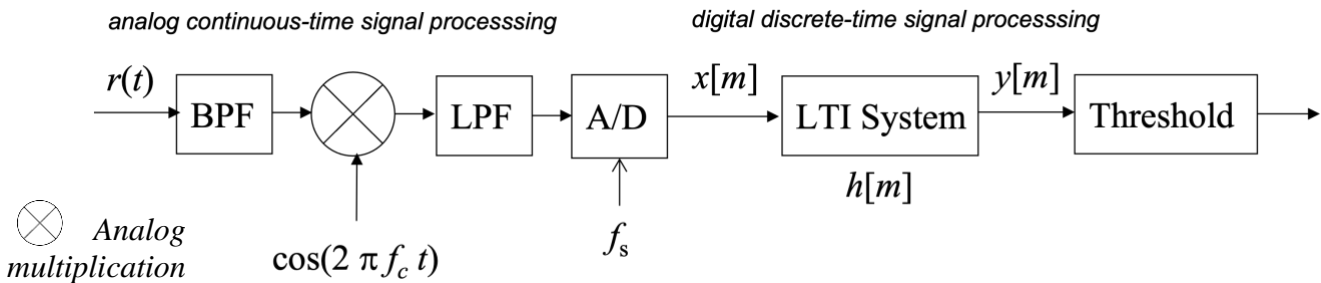 analog continuous-time signal processsing
digital discrete-time signal processsing
r(t)
BPF
LPF
A/D
x[m]
LTI System
y[m]
Threshold
h[m]
Analog
multiplication
cos(2 π f_c t)
f_s